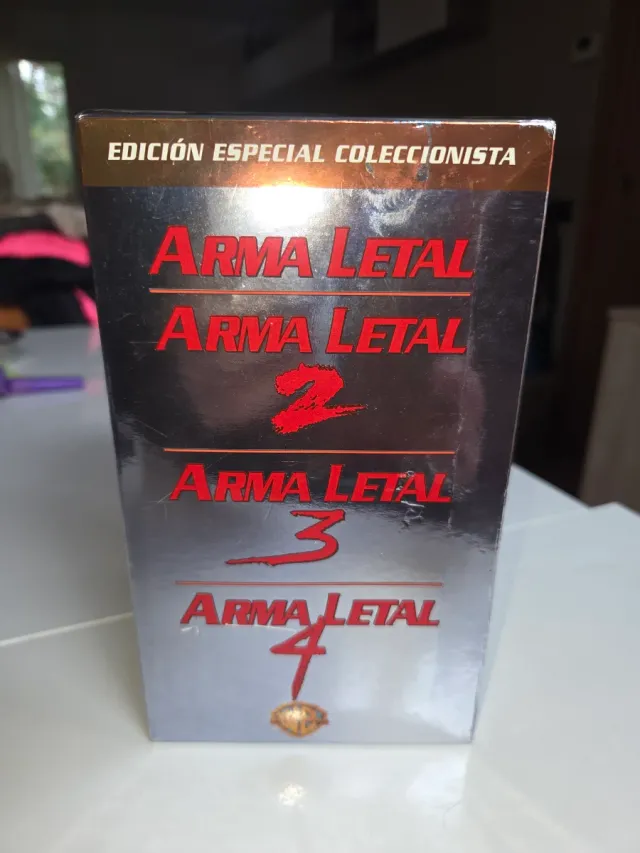 EDICIÓN ESPECIAL COLECCIONISTA
ARMA LETAL
ARMA LETAL
2
ARMA LETAL
3
ARMA LETAL
4